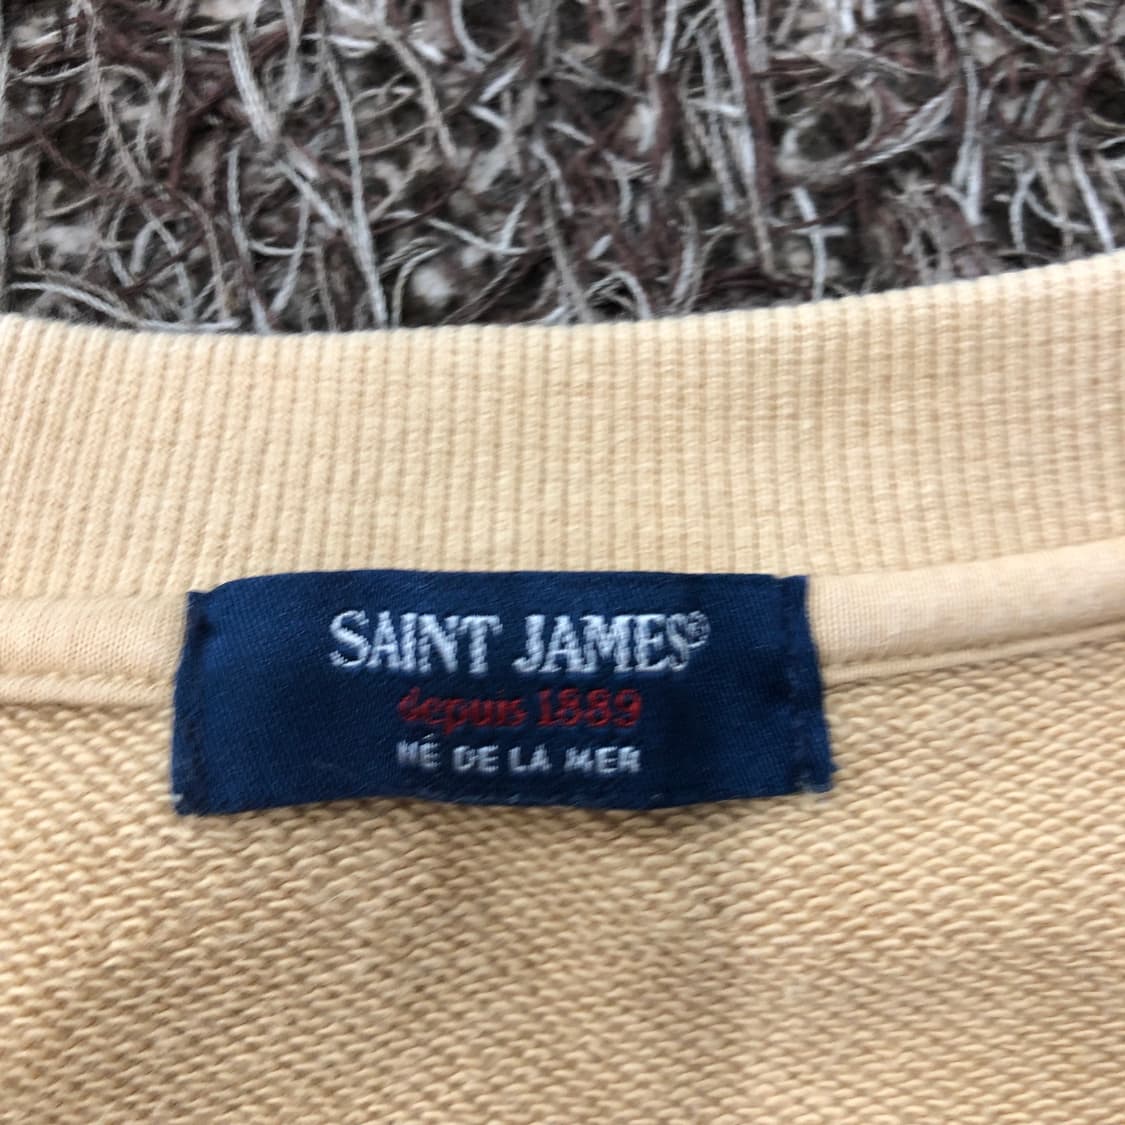 SAINT JAMES®
depuis 1889
NÉ DE LA MER